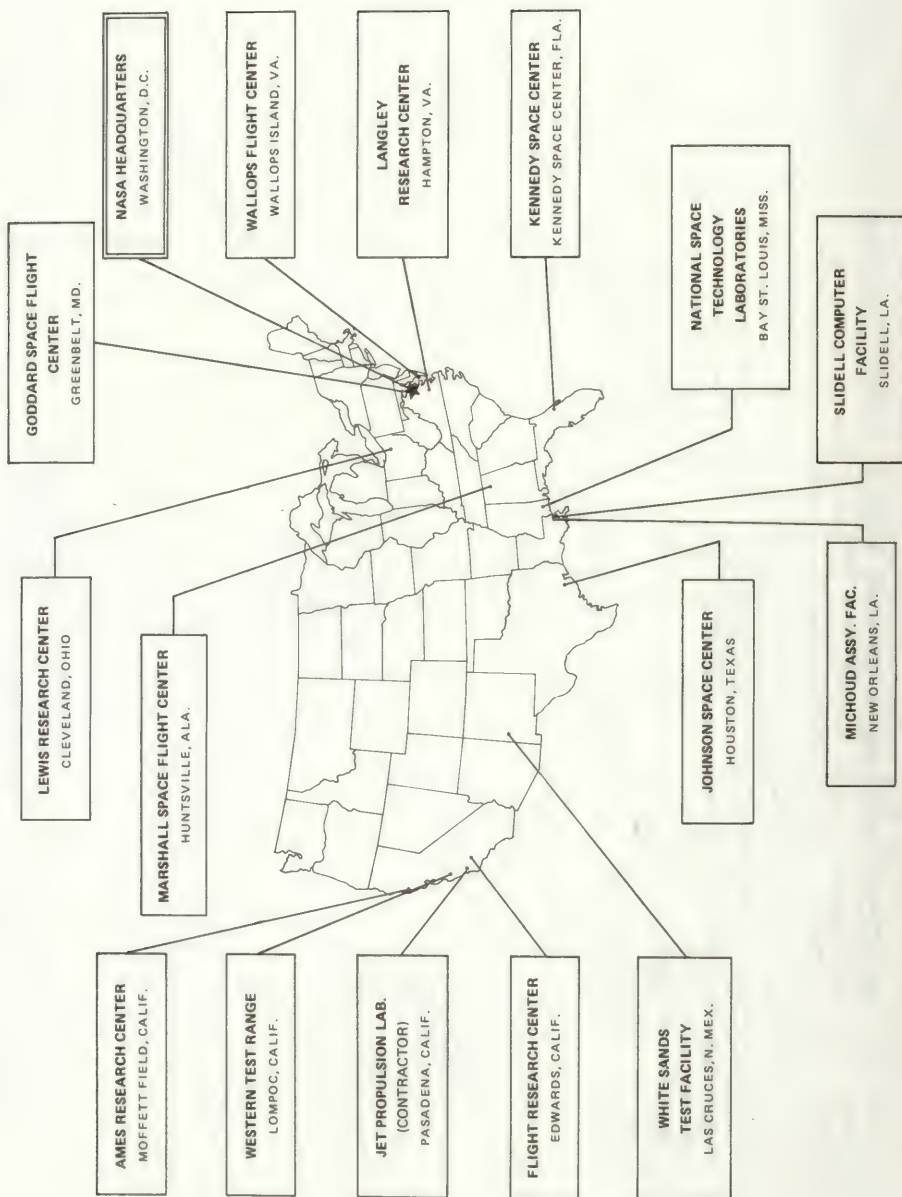 LEWIS RESEARCH CENTER
CLEVELAND, OHIO
GODDARD SPACE FLIGHT
CENTER
GREENBELT, MD.
MARSHALL SPACE FLIGHT CENTER
HUNTSVILLE, ALA.
NASA HEADQUARTERS
WASHINGTON, D.C.
AMES RESEARCH CENTER
MOFFETT FIELD, CALIF.
WALLOPS FLIGHT CENTER
WALLOPS ISLAND, VA.
WESTERN TEST RANGE
LOMPOC, CALIF.
LANGLEY
RESEARCH CENTER
HAMPTON, VA.
JET PROPULSION LAB.
(CONTRACTOR)
PASADENA, CALIF.
KENNEDY SPACE CENTER
KENNEDY SPACE CENTER, FLA.
FLIGHT RESEARCH CENTER
EDWARDS, CALIF.
WHITE SANDS
TEST FACILITY
LAS CRUCES, N. MEX.
NATIONAL SPACE
TECHNOLOGY
LABORATORIES
BAY ST. LOUIS, MISS.
JOHNSON SPACE CENTER
HOUSTON, TEXAS
MICHOUD ASSY. FAC.
NEW ORLEANS, LA.
SLIDELL COMPUTER
FACILITY
SLIDELL, LA.